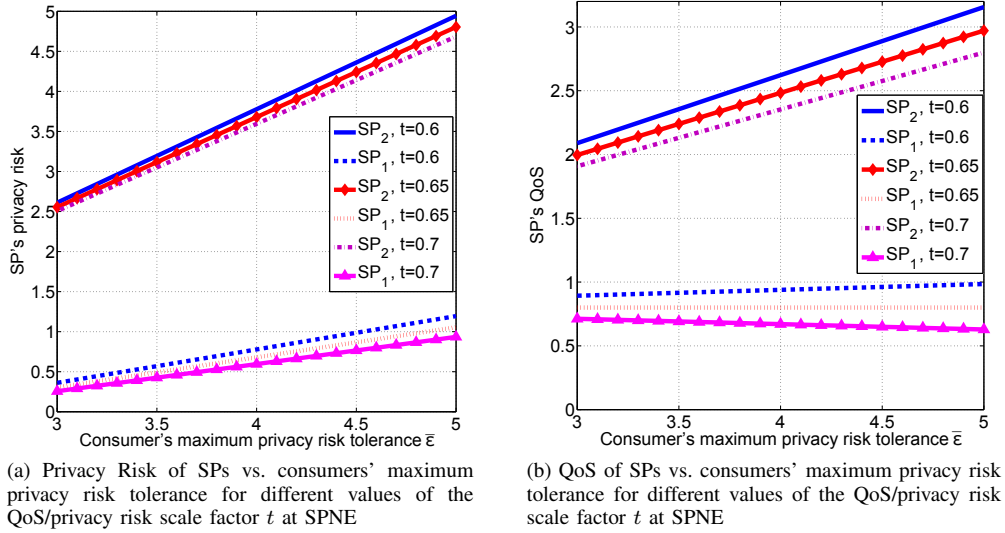 SP's privacy risk
5
4.5
4
3.5
3
2.5
2
1.5
1
0.5
0
3
3.5
4
4.5
5
Consumer's maximum privacy risk tolerance ε̅
SP2, t=0.6
SP1, t=0.6
SP2, t=0.65
SP1, t=0.65
SP2, t=0.7
SP1, t=0.7
(a) Privacy Risk of SPs vs. consumers' maximum
privacy risk tolerance for different values of the
QoS/privacy risk scale factor t at SPNE
SP's QoS
3
2.5
2
1.5
1
0.5
0
3
3.5
4
4.5
5
Consumer's maximum privacy risk tolerance ε̅
SP2, t=0.6
SP1, t=0.6
SP2, t=0.65
SP1, t=0.65
SP2, t=0.7
SP1, t=0.7
(b) QoS of SPs vs. consumers' maximum privacy risk
tolerance for different values of the QoS/privacy risk
scale factor t at SPNE